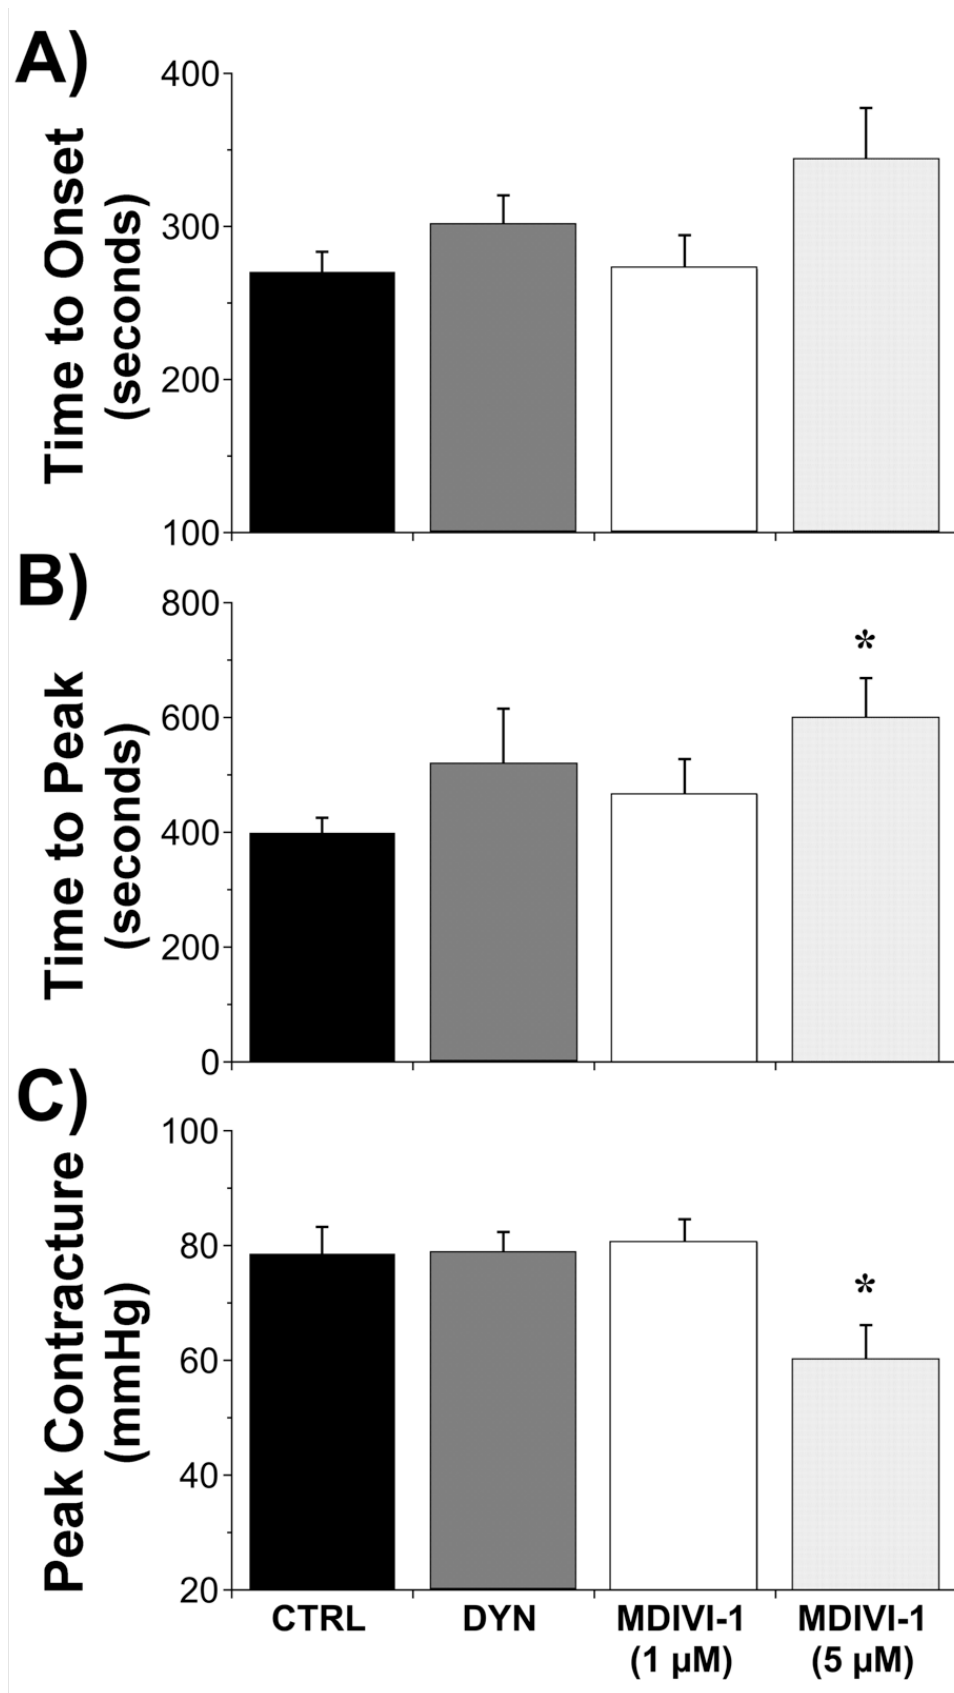 A)
Time to Onset
(seconds)
400
300
200
100
B)
Time to Peak
(seconds)
800
*
600
400
200
0
C)
Peak Contracture
(mmHg)
100
80
*
60
40
20
CTRL
DYN
MDIVI-1
(1 µM)
MDIVI-1
(5 µM)